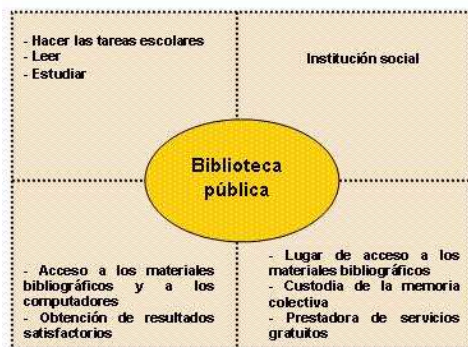 - Hacer las tareas escolares
- Leer
- Estudiar
Institución social
Biblioteca
pública
- Acceso a los materiales
bibliográficos y a los
computadores
- Obtención de resultados
satisfactorios
- Lugar de acceso a los
materiales bibliográficos
- Custodia de la memoria
colectiva
- Prestadora de servicios
gratuitos